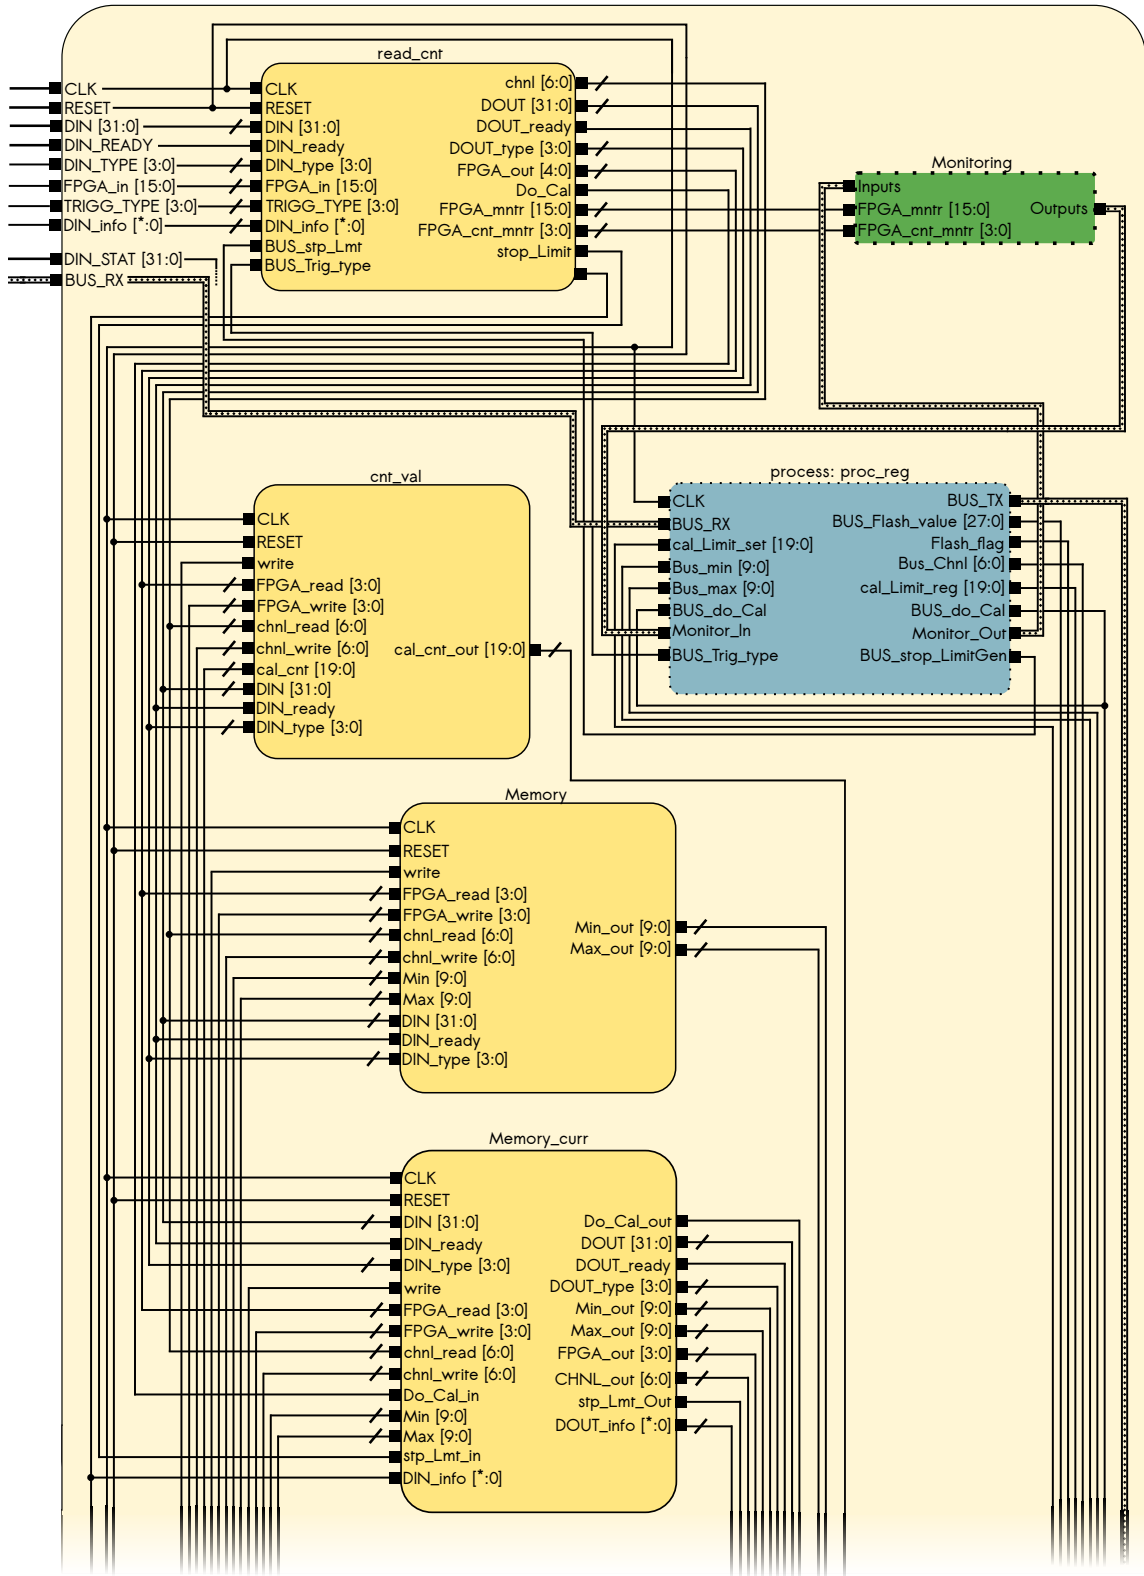 read_cnt
CLK
RESET
DIN [31:0]
DIN_READY
DIN_TYPE [3:0]
FPGA_in [15:0]
TRIGG_TYPE [3:0]
DIN_info [*:0]
DIN_STAT [31:0]
BUS_RX
CLK
RESET
DIN [31:0]
DIN_ready
DIN_type [3:0]
FPGA_in [15:0]
TRIGG_TYPE [3:0]
DIN_info [*:0]
BUS_stp_Lmt
BUS_Trig_type
chnl [6:0]
DOUT [31:0]
DOUT_ready
DOUT_type [3:0]
FPGA_out [4:0]
Do_Cal
FPGA_mntr [15:0]
FPGA_cnt_mntr [3:0]
stop_Limit
Monitoring
Inputs
FPGA_mntr [15:0]
FPGA_cnt_mntr [3:0]
Outputs
cnt_val
CLK
RESET
write
FPGA_read [3:0]
FPGA_write [3:0]
chnl_read [6:0]
chnl_write [6:0]
cal_cnt [19:0]
DIN [31:0]
DIN_ready
DIN_type [3:0]
cal_cnt_out [19:0]
process: proc_reg
CLK
BUS_RX
cal_Limit_set [19:0]
Bus_min [9:0]
Bus_max [9:0]
BUS_do_Cal
Monitor_In
BUS_Trig_type
BUS_TX
BUS_Flash_value [27:0]
Flash_flag
Bus_Chnl [6:0]
cal_Limit_reg [19:0]
BUS_do_Cal
Monitor_Out
BUS_stop_LimitGen
Memory
CLK
RESET
write
FPGA_read [3:0]
FPGA_write [3:0]
chnl_read [6:0]
chnl_write [6:0]
Min [9:0]
Max [9:0]
DIN [31:0]
DIN_ready
DIN_type [3:0]
Min_out [9:0]
Max_out [9:0]
Memory_curr
CLK
RESET
DIN [31:0]
DIN_ready
DIN_type [3:0]
write
FPGA_read [3:0]
FPGA_write [3:0]
chnl_read [6:0]
chnl_write [6:0]
Do_Cal_in
Min [9:0]
Max [9:0]
stp_Lmt_in
DIN_info [*:0]
Do_Cal_out
DOUT [31:0]
DOUT_ready
DOUT_type [3:0]
Min_out [9:0]
Max_out [9:0]
FPGA_out [3:0]
CHNL_out [6:0]
stp_Lmt_Out
DOUT_info [*:0]